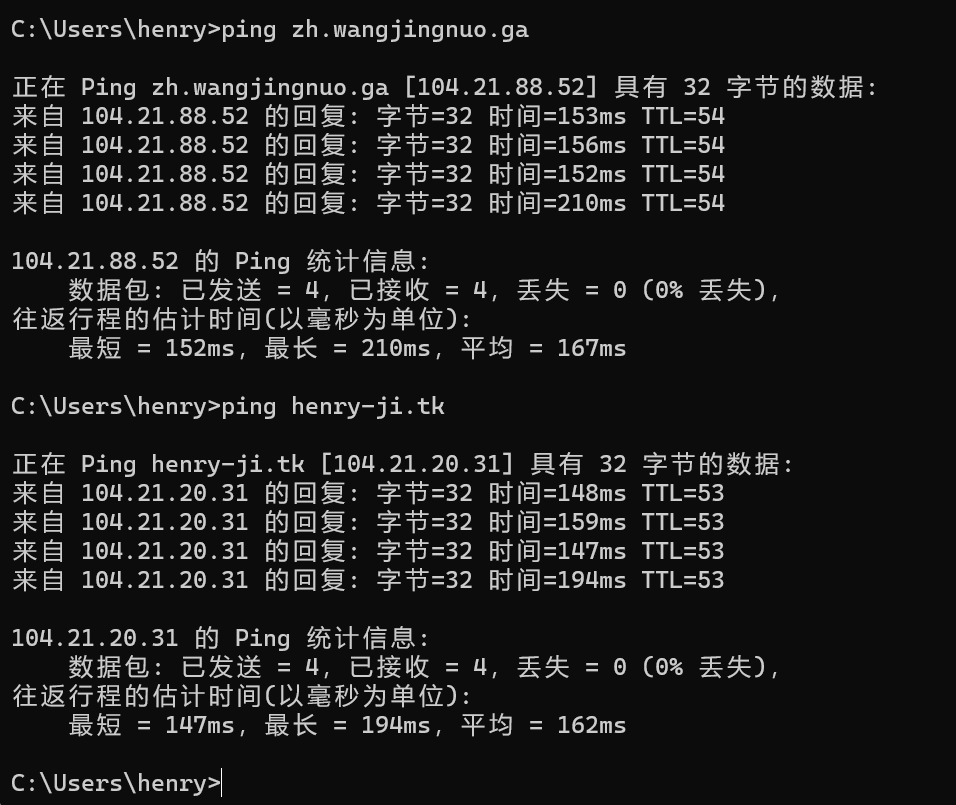 C:\Users\henry>ping zh.wangjingnuo.ga
正在 Ping zh.wangjingnuo.ga [104.21.88.52] 具有 32 字节的数据:
来自 104.21.88.52 的回复: 字节=32 时间=153ms TTL=54
来自 104.21.88.52 的回复: 字节=32 时间=156ms TTL=54
来自 104.21.88.52 的回复: 字节=32 时间=152ms TTL=54
来自 104.21.88.52 的回复: 字节=32 时间=210ms TTL=54
104.21.88.52 的 Ping 统计信息:
    数据包: 已发送 = 4, 已接收 = 4, 丢失 = 0 (0% 丢失),
往返行程的估计时间(以毫秒为单位):
    最短 = 152ms, 最长 = 210ms, 平均 = 167ms
C:\Users\henry>ping henry-ji.tk
正在 Ping henry-ji.tk [104.21.20.31] 具有 32 字节的数据:
来自 104.21.20.31 的回复: 字节=32 时间=148ms TTL=53
来自 104.21.20.31 的回复: 字节=32 时间=159ms TTL=53
来自 104.21.20.31 的回复: 字节=32 时间=147ms TTL=53
来自 104.21.20.31 的回复: 字节=32 时间=194ms TTL=53
104.21.20.31 的 Ping 统计信息:
    数据包: 已发送 = 4, 已接收 = 4, 丢失 = 0 (0% 丢失),
往返行程的估计时间(以毫秒为单位):
    最短 = 147ms, 最长 = 194ms, 平均 = 162ms
C:\Users\henry>